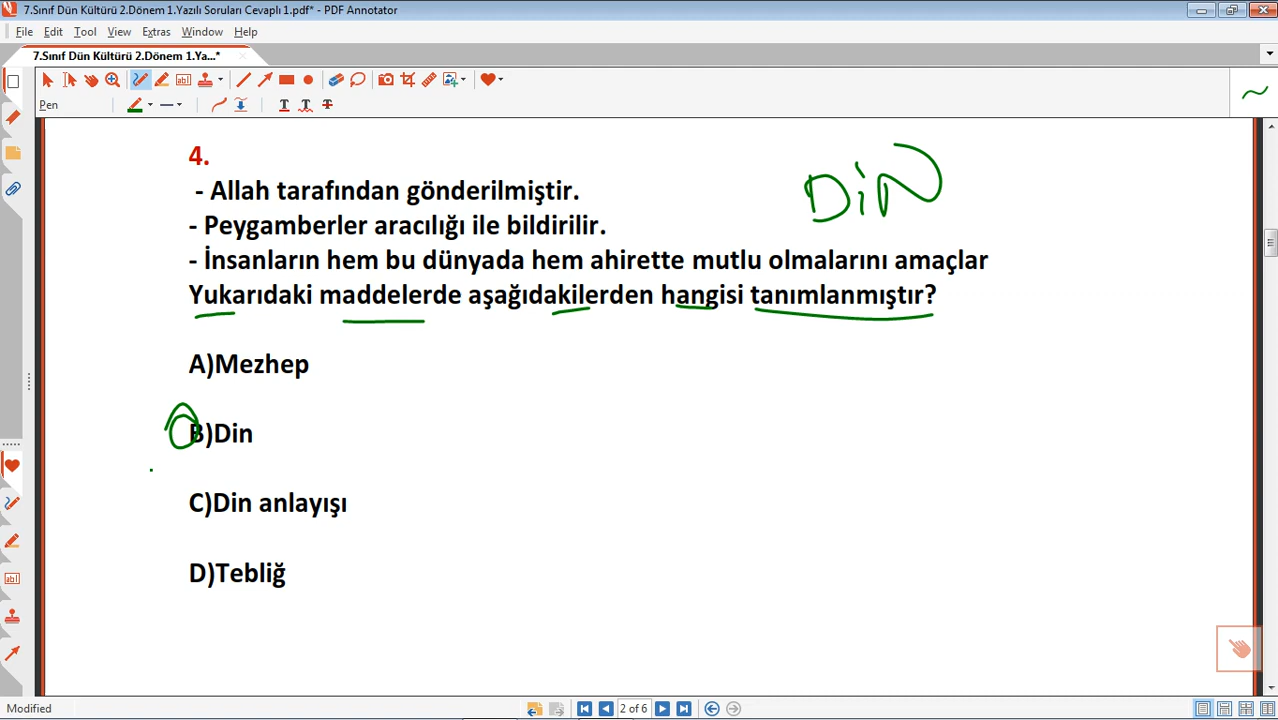 7.Sınıf Dün Kültürü 2.Dönem 1.Yazılı Soruları Cevaplı 1.pdf* - PDF Annotator
File Edit Tool View Extras Window Help
7.Sınıf Dün Kültürü 2.Dönem 1.Ya...*
Pen
4.
DİN
- Allah tarafından gönderilmiştir.
- Peygamberler aracılığı ile bildirilir.
- İnsanların hem bu dünyada hem ahirette mutlu olmalarını amaçlar
Yukarıdaki maddelerde aşağıdakilerden hangisi tanımlanmıştır?
A)Mezhep
B)Din
C)Din anlayışı
D)Tebliğ
Modified
2 of 6